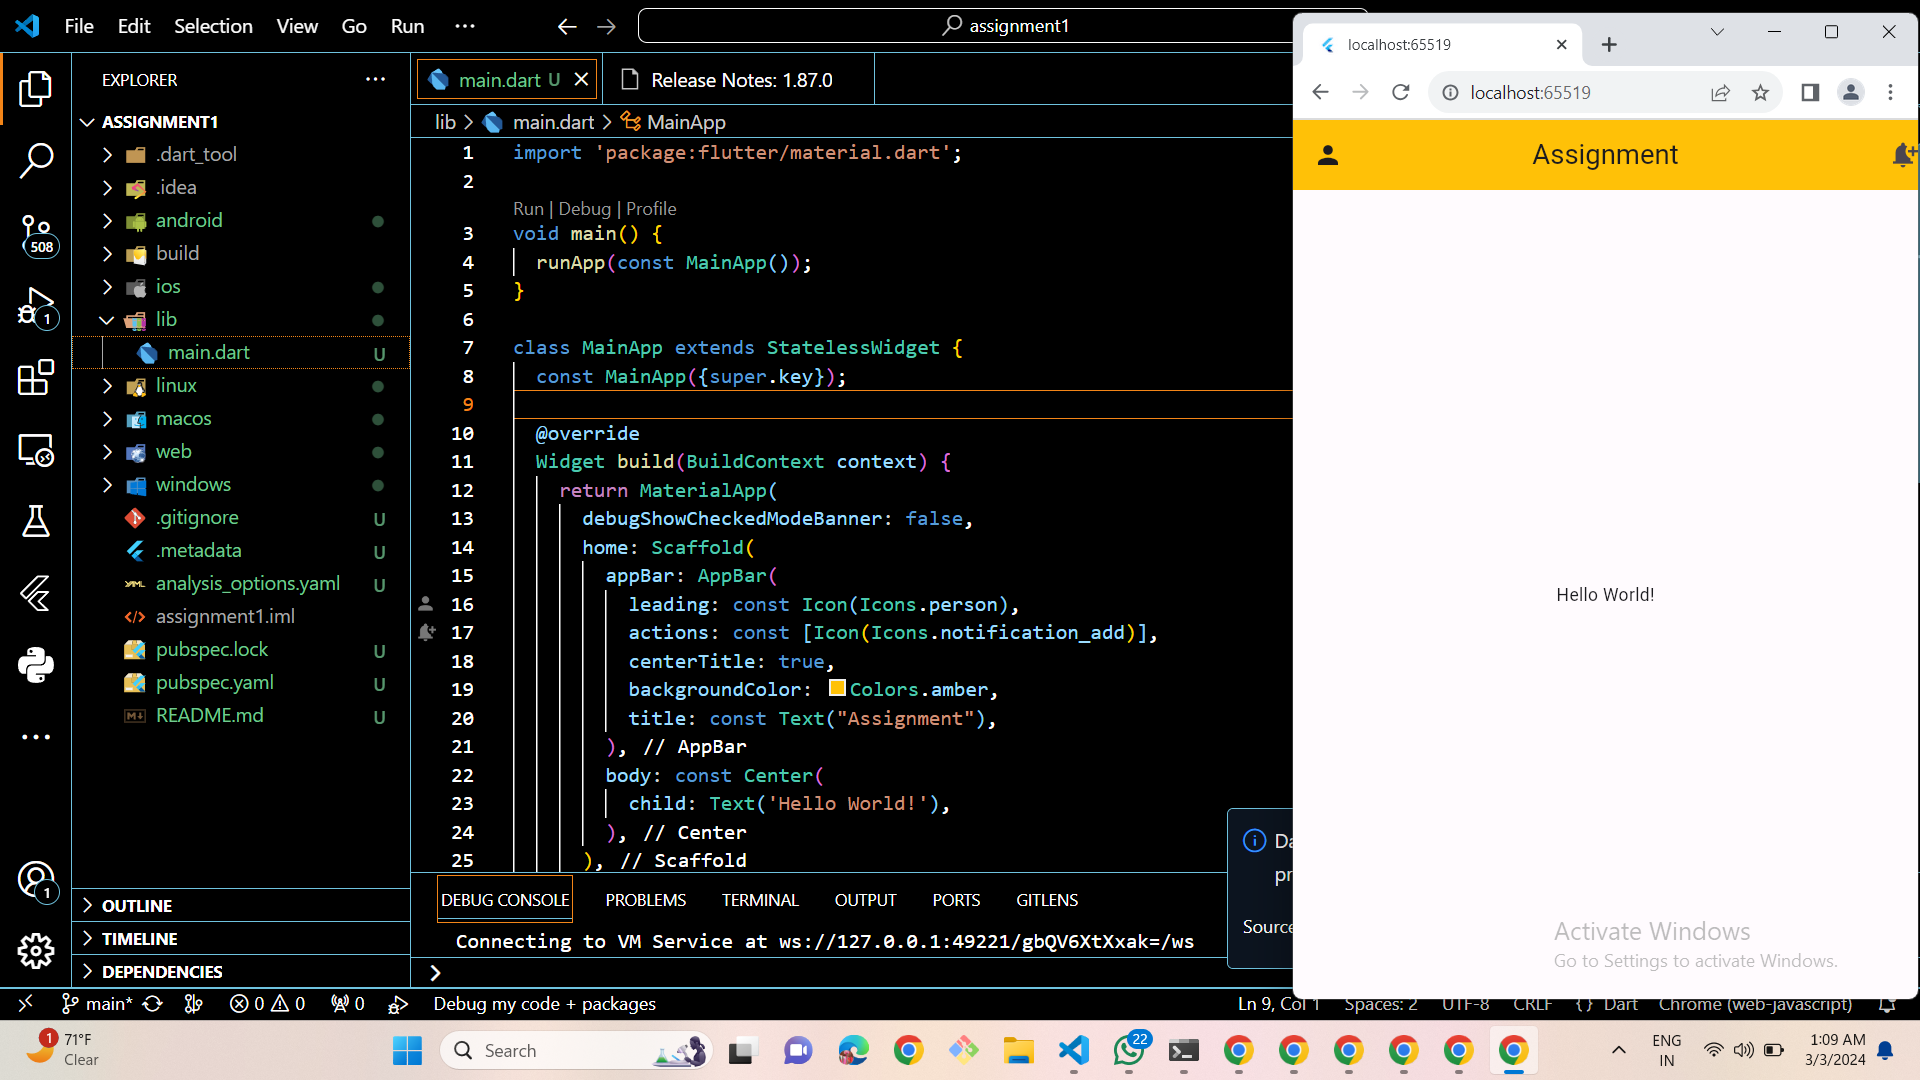 File Edit Selection View Go Run ...
assignment1
EXPLORER
ASSIGNMENT1
.dart_tool
.idea
android
build
ios
lib
main.dart U
linux
macos
web
windows
.gitignore U
.metadata U
analysis_options.yaml U
assignment1.iml
pubspec.lock U
pubspec.yaml U
README.md U
OUTLINE
TIMELINE
DEPENDENCIES
508
1
1
main.dart U
Release Notes: 1.87.0
lib > main.dart > MainApp
1 import 'package:flutter/material.dart';
2
Run | Debug | Profile
3 void main() {
4 runApp(const MainApp());
5 }
6
7 class MainApp extends StatelessWidget {
8 const MainApp({super.key});
9
10 @override
11 Widget build(BuildContext context) {
12 return MaterialApp(
13 debugShowCheckedModeBanner: false,
14 home: Scaffold(
15 appBar: AppBar(
16 leading: const Icon(Icons.person),
17 actions: const [Icon(Icons.notification_add)],
18 centerTitle: true,
19 backgroundColor: Colors.amber,
20 title: const Text("Assignment"),
21 ), // AppBar
22 body: const Center(
23 child: Text('Hello World!'),
24 ), // Center
25 ), // Scaffold
DEBUG CONSOLE PROBLEMS TERMINAL OUTPUT PORTS GITLENS
Connecting to VM Service at ws://127.0.0.1:49221/gbQV6XtXxak=/ws
>
Source
localhost:65519
localhost:65519
Assignment
Hello World!
Activate Windows
Go to Settings to activate Windows.
main* 0 0 0 Debug my code + packages
Ln 9, Col 1 Spaces: 2 UTF-8 CRLF {} Dart Chrome (web-javascript)
1
71°F
Clear
Search
22
ENG
IN
1:09 AM
3/3/2024